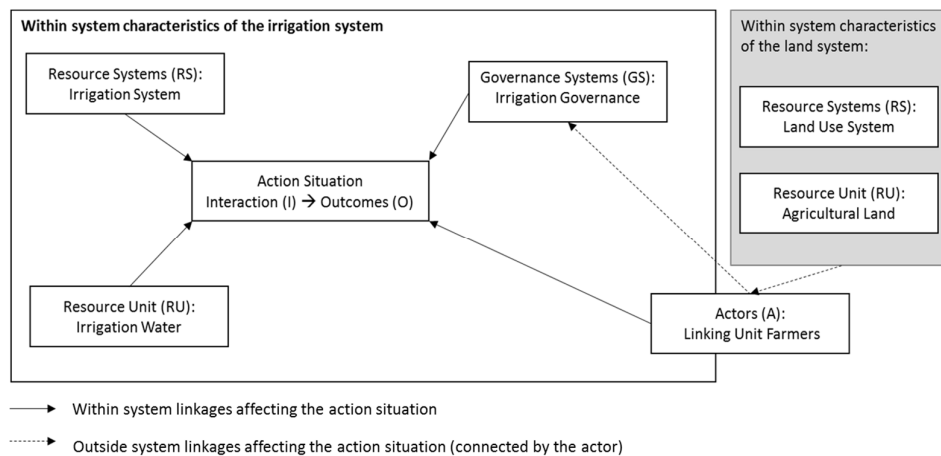 Within system characteristics of the irrigation system
Resource Systems (RS):
Irrigation System
Governance Systems (GS):
Irrigation Governance
Action Situation
Interaction (I) → Outcomes (O)
Resource Unit (RU):
Irrigation Water
Within system characteristics
of the land system:
Resource Systems (RS):
Land Use System
Resource Unit (RU):
Agricultural Land
Actors (A):
Linking Unit Farmers
Within system linkages affecting the action situation
Outside system linkages affecting the action situation (connected by the actor)